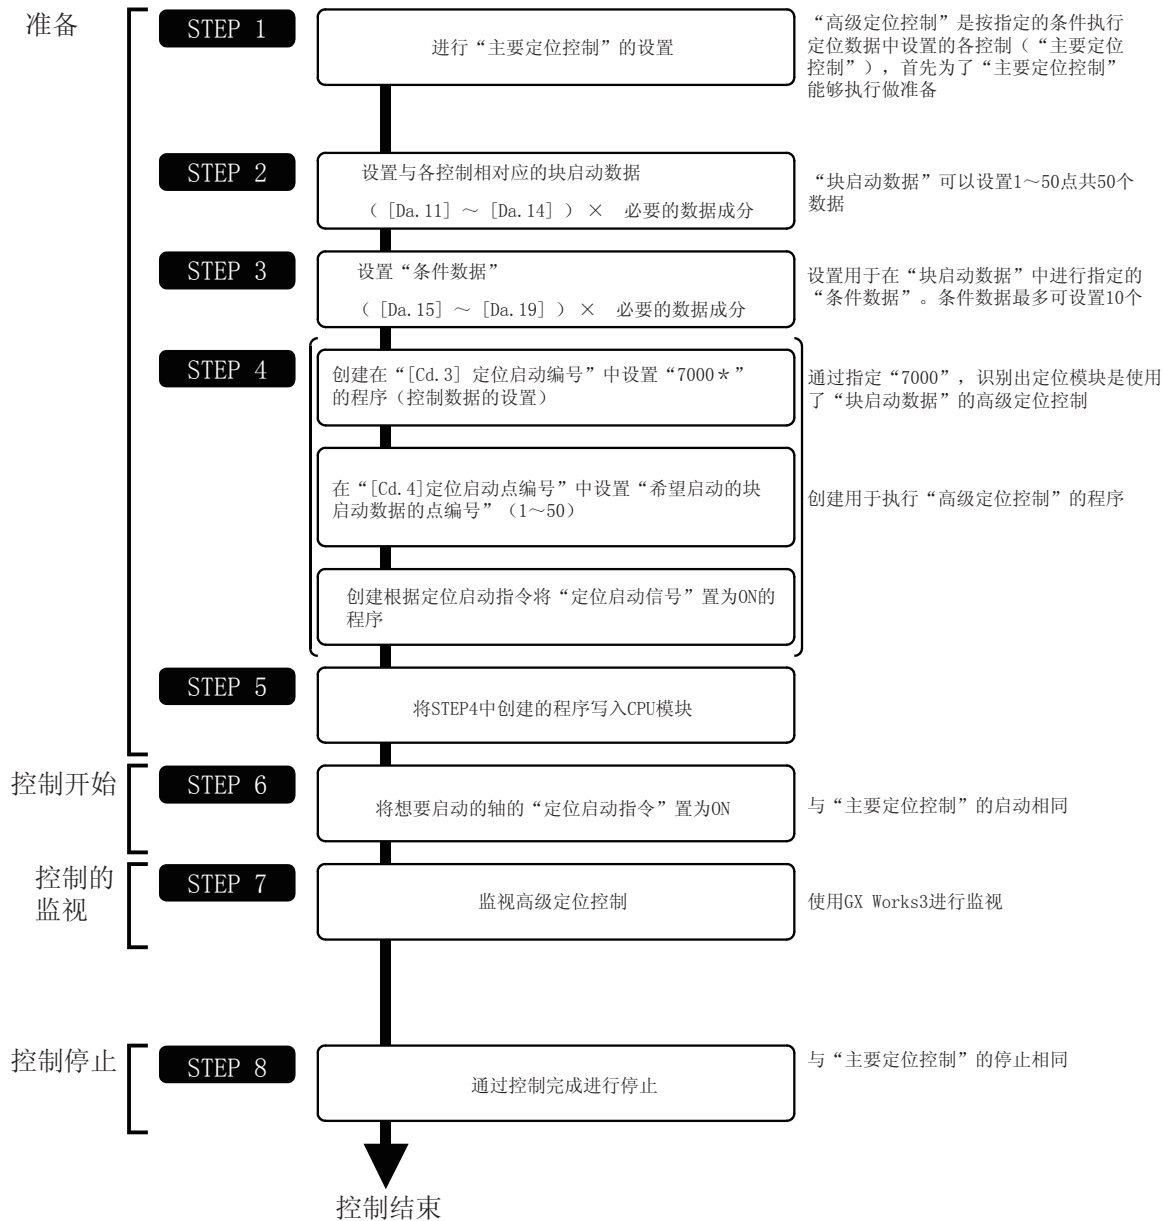 准备
STEP 1
进行“主要定位控制”的设置
“高级定位控制”是按指定的条件执行
定位数据中设置的各控制(“主要定位
控制”), 首先为了“主要定位控制”
能够执行做准备
STEP 2
设置与各控制相对应的块启动数据
( [Da.11] ～ [Da.14] ) × 必要的数据成分
“块启动数据”可以设置1～50点共50个
数据
STEP 3
设置“条件数据”
( [Da.15] ～ [Da.19] ) × 必要的数据成分
设置用于在“块启动数据”中进行指定的
“条件数据”。条件数据最多可设置10个
STEP 4
创建在“[Cd.3] 定位启动编号”中设置“7000＊”
的程序(控制数据的设置)
通过指定“7000”, 识别出定位模块是使用
了“块启动数据”的高级定位控制
在“[Cd.4]定位启动点编号”中设置“希望启动的块
启动数据的点编号”(1～50)
创建用于执行“高级定位控制”的程序
创建根据定位启动指令将“定位启动信号”置为ON的
程序
STEP 5
将STEP4中创建的程序写入CPU模块
控制开始
STEP 6
将想要启动的轴的“定位启动指令”置为ON
与“主要定位控制”的启动相同
控制的
监视
STEP 7
监视高级定位控制
使用GX Works3进行监视
控制停止
STEP 8
通过控制完成进行停止
与“主要定位控制”的停止相同
控制结束